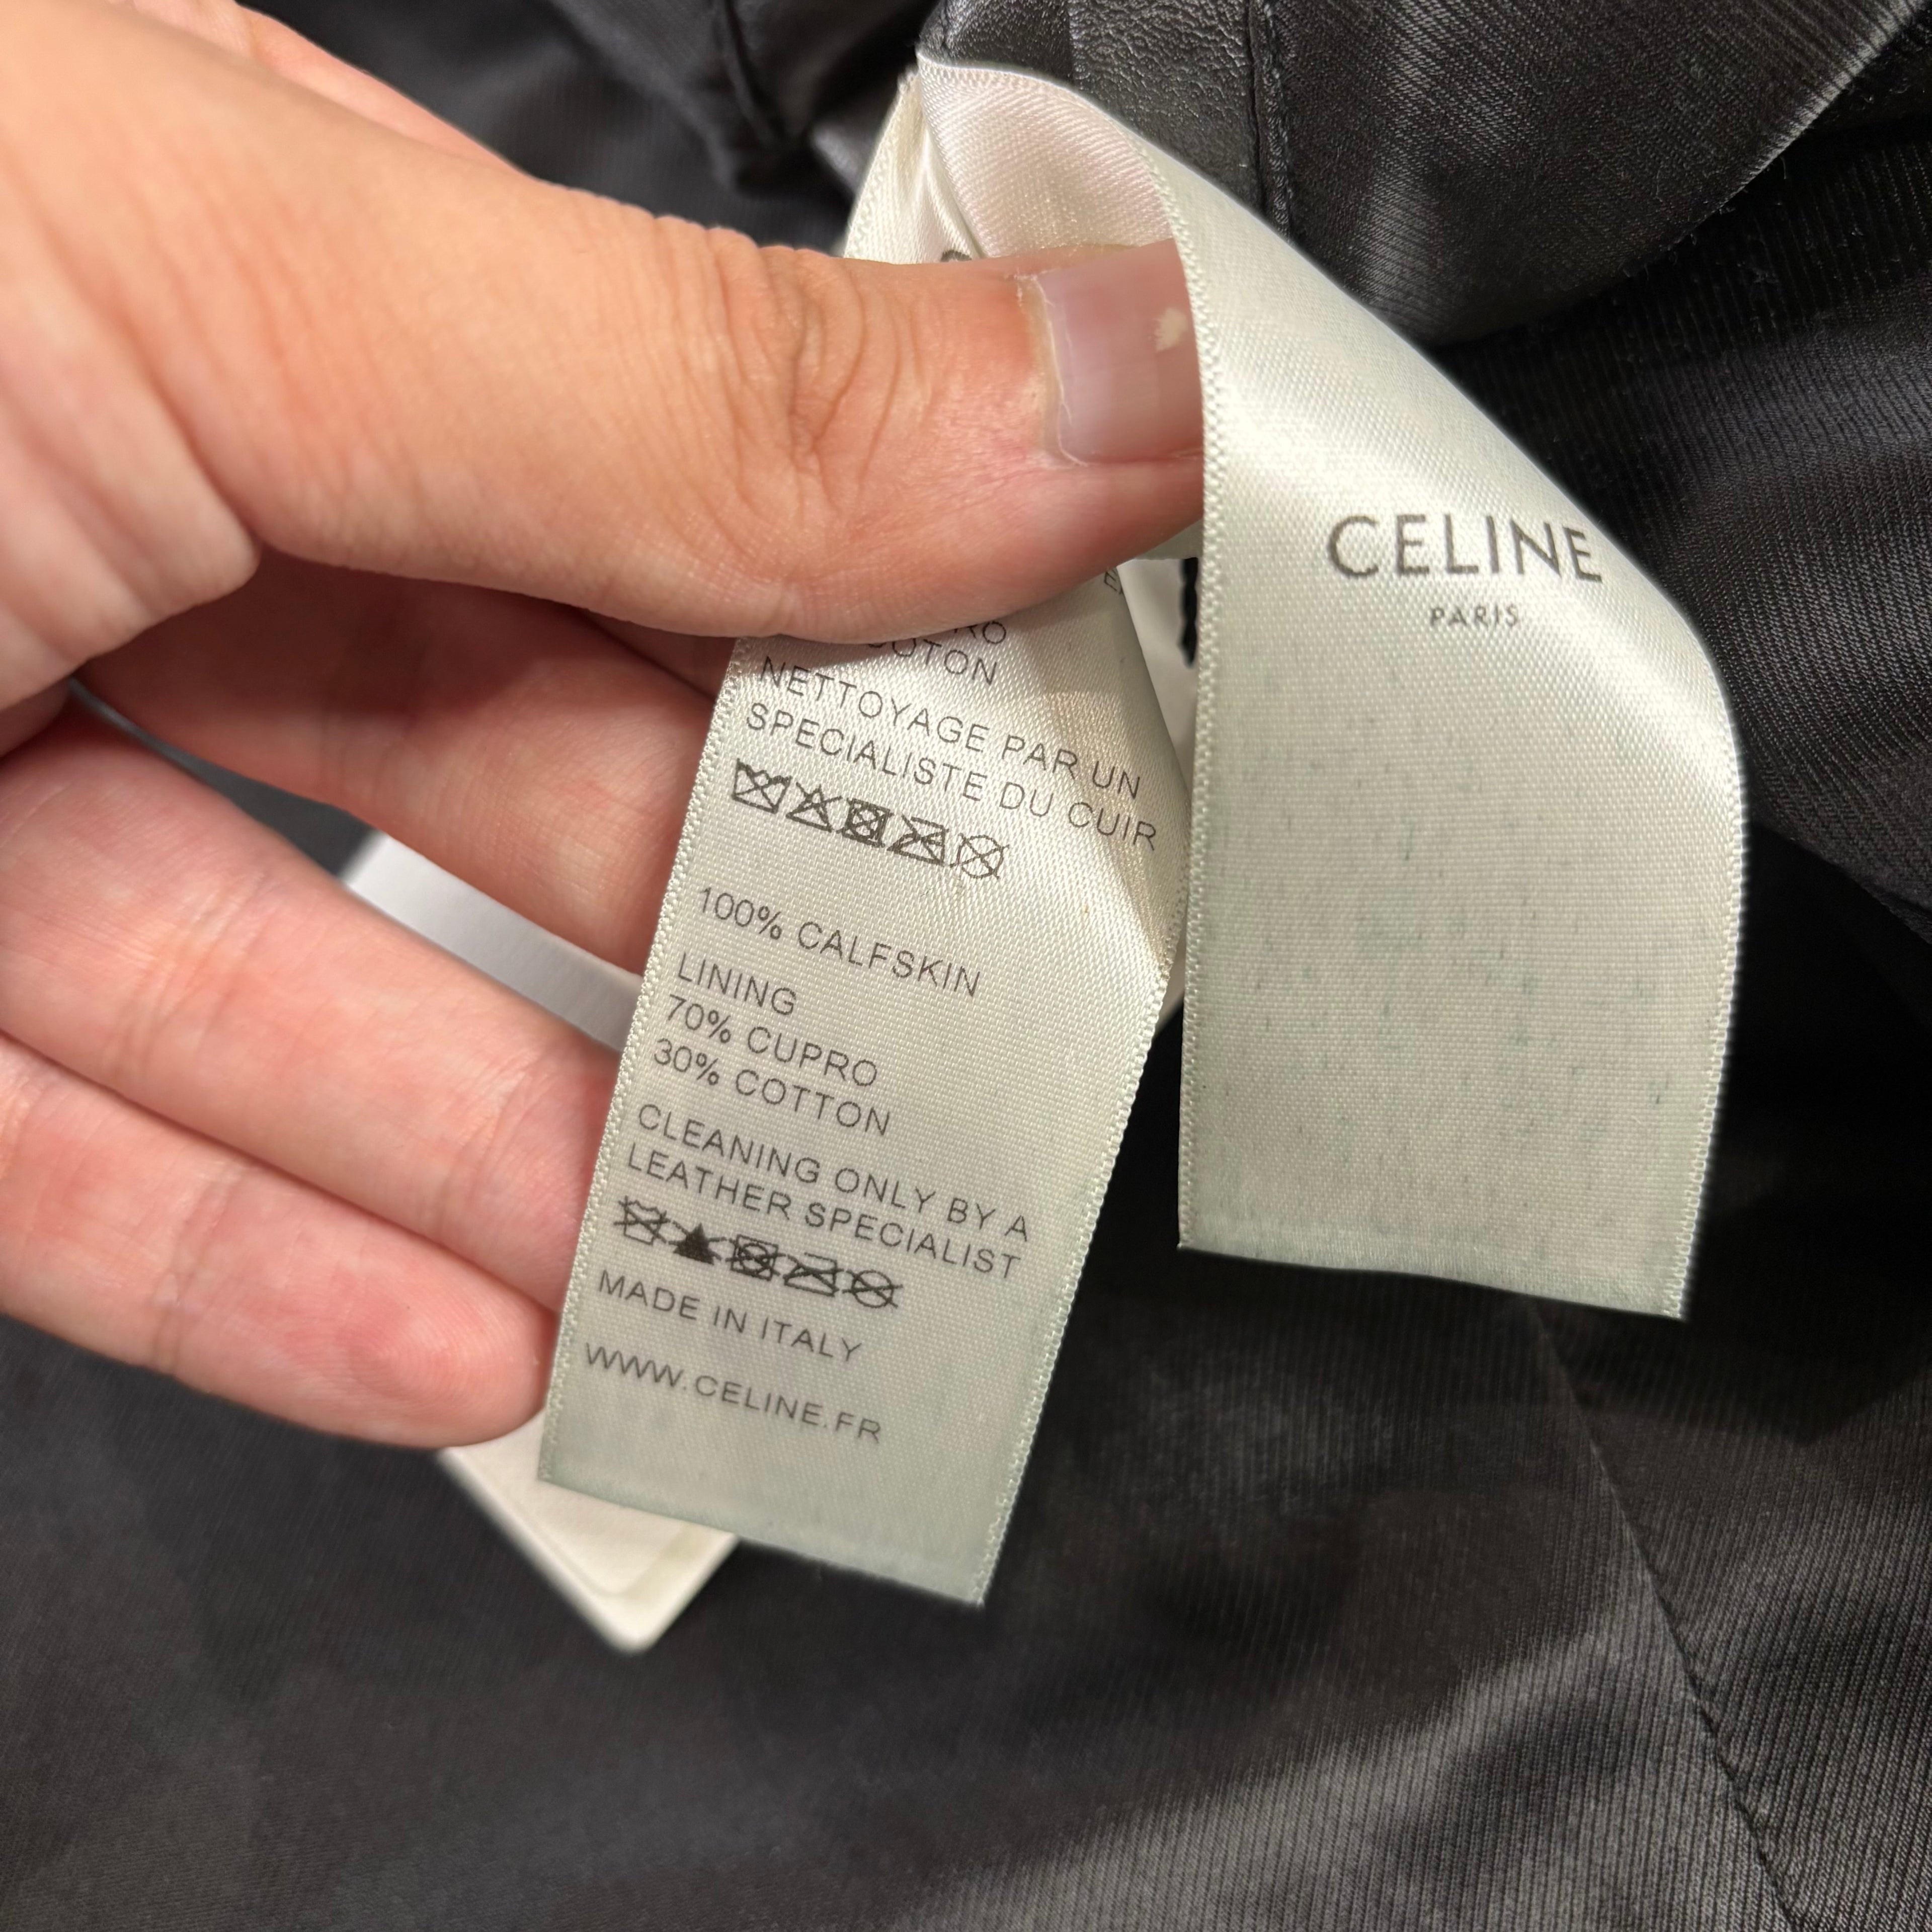 COTON
NETTOYAGE PAR UN
SPECIALISTE DU CUIR
100% CALFSKIN
LINING
70% CUPRO
30% COTTON
CLEANING ONLY BY A
LEATHER SPECIALIST
MADE IN ITALY
WWW.CELINE.FR
CELINE
PARIS